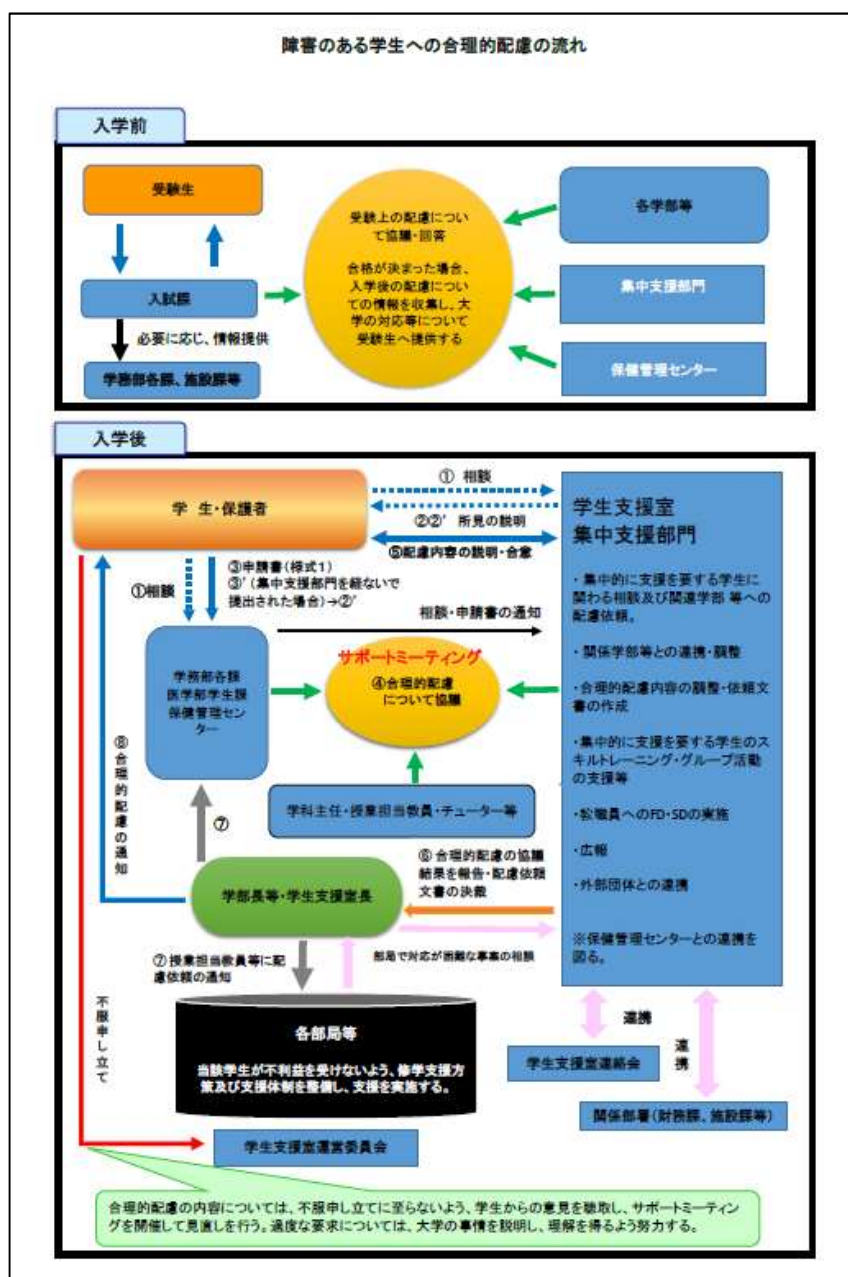 障害のある学生への合理的配慮の流れ
入学前
受験生
入試課
必要に応じ、情報提供
学務部各課、施設課等
受験上の配慮につい
て協議・回答
合格が決まった場合、
入学後の配慮につい
ての情報を収集し、大
学の対応等について
受験生へ提供する
各学部等
集中支援部門
保健管理センター
入学後
学 生・保護者
① 相談
②②’ 所見の説明
⑤配慮内容の説明・合意
①相談
③申請書(様式1)
③’(集中支援部門を経ないで
提出された場合)→②’
相談・申請書の通知
学務部各課
医学部学生課
保健管理セン
ター
サポートミーティング
④合理的配慮
について協議
学科主任・授業担当教員・チューター等
学生支援室
集中支援部門
・集中的に支援を要する学生に
関わる相談及び関連学部 等への
配慮依頼。
・関係学部等との連携・調整
・合理的配慮内容の調整・依頼文
書の作成
・集中的に支援を要する学生のス
キルトレーニング・グループ活動
の支援等
・教職員へのFD・SDの実施
・広報
・外部団体との連携
※保健管理センターとの連携を
図る。
⑧合理的配慮の通知
⑦
⑥ 合理的配慮の協議
結果を報告・配慮依頼
文書の決裁
学部長等・学生支援室長
⑦ 授業担当教員等に配
慮依頼の通知
部局で対応が困難な事案の相談
不服申し立て
各部局等
当該学生が不利益を受けないよう、修学支援方
策及び支援体制を整備し、支援を実施する。
連携
連携
学生支援室連絡会
関係部署(財務課、施設課等)
学生支援室運営委員会
合理的配慮の内容については、不服申し立てに至らないよう、学生からの意見を聴取し、サポートミーティン
グを開催して見直しを行う。過度な要求については、大学の事情を説明し、理解を得るよう努力する。